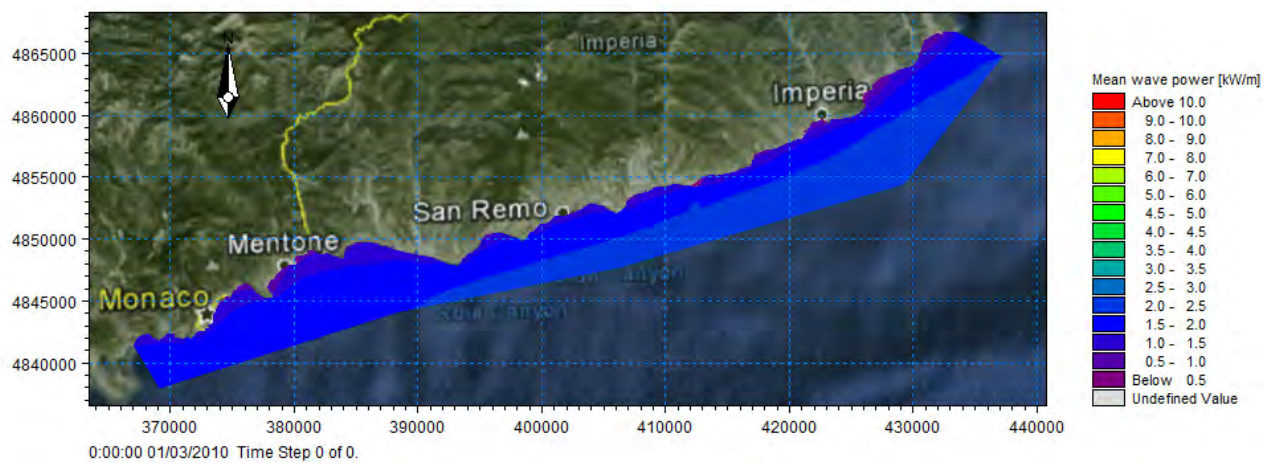 N
Imperia
Imperia
San Remo
Mentone
Monaco
Canyon
Canyon
4865000
4860000
4855000
4850000
4845000
4840000
370000 380000 390000 400000 410000 420000 430000 440000
0:00:00 01/03/2010 Time Step 0 of 0.
Mean wave power [kW/m]
Above 10.0
9.0 - 10.0
8.0 - 9.0
7.0 - 8.0
6.0 - 7.0
5.0 - 6.0
4.5 - 5.0
4.0 - 4.5
3.5 - 4.0
3.0 - 3.5
2.5 - 3.0
2.0 - 2.5
1.5 - 2.0
1.0 - 1.5
0.5 - 1.0
Below 0.5
Undefined Value